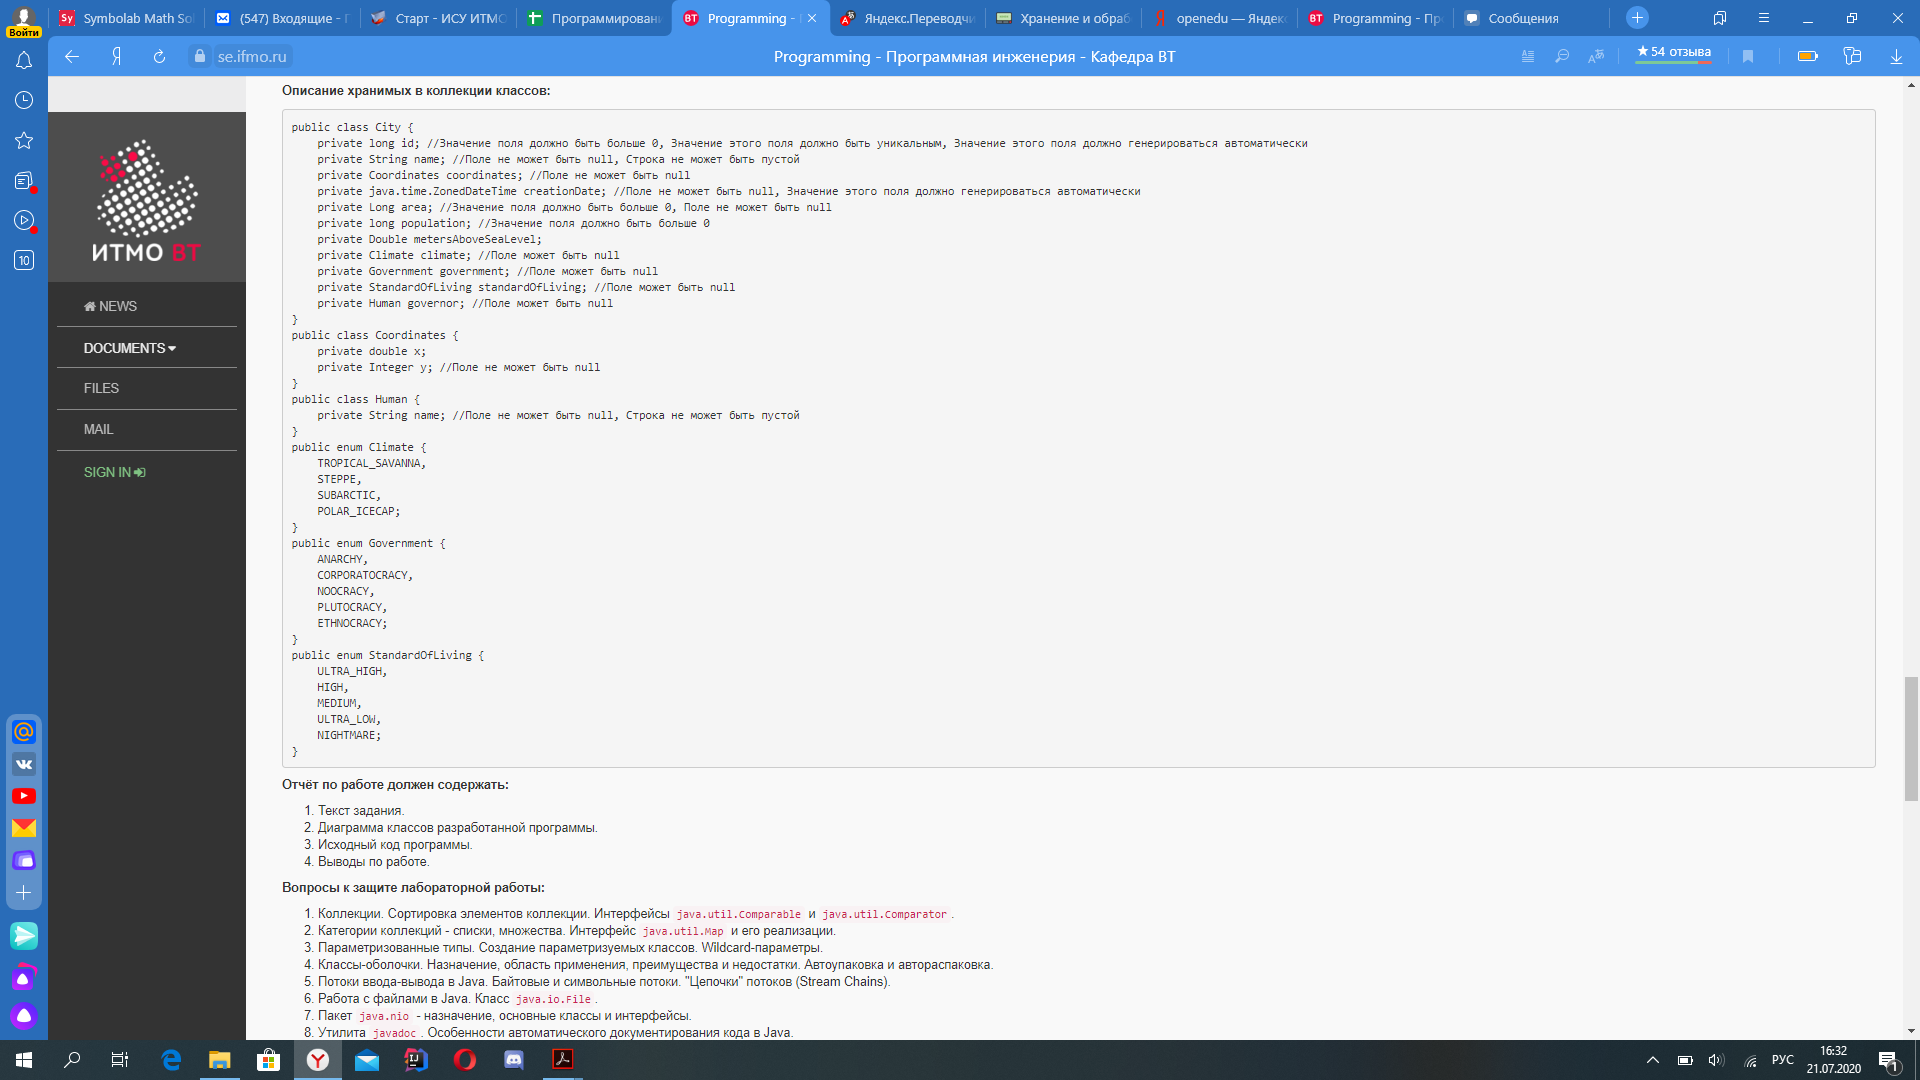 Symbolab Math So
(547) Входящие - Г
Старт - ИСУ ИТМО
Программировани
Programming - 
Яндекс.Переводчи
Хранение и обраб
openedu — Яндекс
Programming - Пр
Сообщения
Войти
se.ifmo.ru
Programming - Программная инженерия - Кафедра ВТ
★54 отзыва
10
ИТМО ВТ
NEWS
DOCUMENTS
FILES
MAIL
SIGN IN
Описание хранимых в коллекции классов:
public class City {
    private long id; //Значение поля должно быть больше 0, Значение этого поля должно быть уникальным, Значение этого поля должно генерироваться автоматически
    private String name; //Поле не может быть null, Строка не может быть пустой
    private Coordinates coordinates; //Поле не может быть null
    private java.time.ZonedDateTime creationDate; //Поле не может быть null, Значение этого поля должно генерироваться автоматически
    private Long area; //Значение поля должно быть больше 0, Поле не может быть null
    private long population; //Значение поля должно быть больше 0
    private Double metersAboveSeaLevel;
    private Climate climate; //Поле может быть null
    private Government government; //Поле может быть null
    private StandardOfLiving standardOfLiving; //Поле может быть null
    private Human governor; //Поле может быть null
}
public class Coordinates {
    private double x;
    private Integer y; //Поле не может быть null
}
public class Human {
    private String name; //Поле не может быть null, Строка не может быть пустой
}
public enum Climate {
    TROPICAL_SAVANNA,
    STEPPE,
    SUBARCTIC,
    POLAR_ICECAP;
}
public enum Government {
    ANARCHY,
    CORPORATOCRACY,
    NOOCRACY,
    PLUTOCRACY,
    ETHNOCRACY;
}
public enum StandardOfLiving {
    ULTRA_HIGH,
    HIGH,
    MEDIUM,
    ULTRA_LOW,
    NIGHTMARE;
}
Отчёт по работе должен содержать:
1. Текст задания.
2. Диаграмма классов разработанной программы.
3. Исходный код программы.
4. Выводы по работе.
Вопросы к защите лабораторной работы:
1. Коллекции. Сортировка элементов коллекции. Интерфейсы java.util.Comparable и java.util.Comparator.
2. Категории коллекций - списки, множества. Интерфейс java.util.Map и его реализации.
3. Параметризованные типы. Создание параметризуемых классов. Wildcard-параметры.
4. Классы-оболочки. Назначение, область применения, преимущества и недостатки. Автоупаковка и автораспаковка.
5. Потоки ввода-вывода в Java. Байтовые и символьные потоки. "Цепочки" потоков (Stream Chains).
6. Работа с файлами в Java. Класс java.io.File.
7. Пакет java.nio - назначение, основные классы и интерфейсы.
8. Утилита javadoc. Особенности автоматического документирования кода в Java.
РУС
16:32
21.07.2020
1